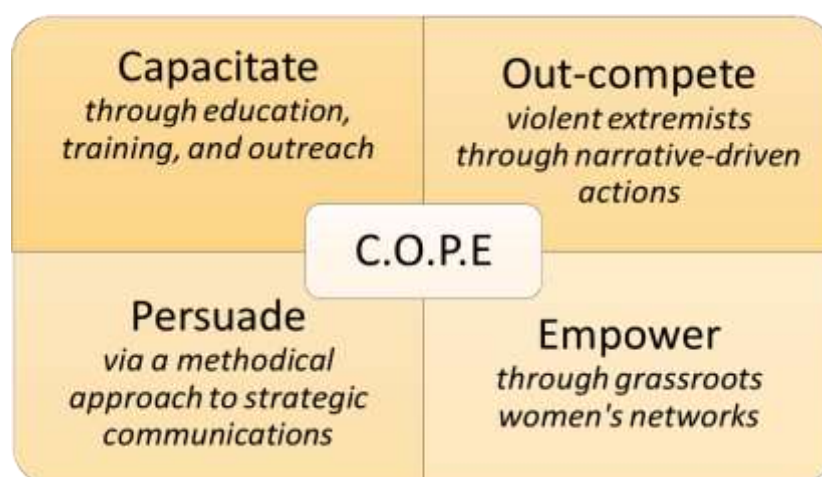 Capacitate
through education,
training, and outreach
Out-compete
violent extremists
through narrative-driven
actions
C.O.P.E
Persuade
via a methodical
approach to strategic
communications
Empower
through grassroots
women's networks